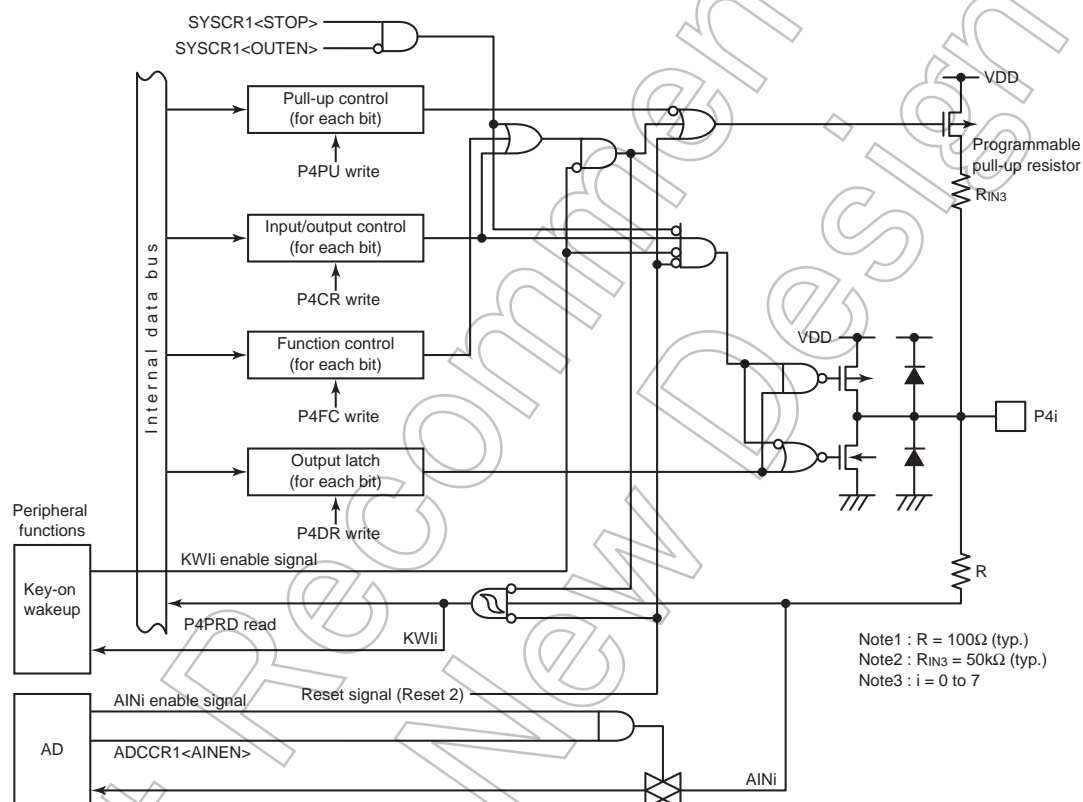 SYSCR1<STOP>
SYSCR1<OUTEN>
VDD
Pull-up control
(for each bit)
P4PU write
Programmable
pull-up resistor
RIN3
Input/output control
(for each bit)
P4CR write
Internal data bus
Function control
(for each bit)
P4FC write
VDD
P4i
Output latch
(for each bit)
P4DR write
Peripheral
functions
KWIi enable signal
Key-on
wakeup
R
P4PRD read
KWIi
Note1 : R = 100Ω (typ.)
Note2 : RIN3 = 50kΩ (typ.)
Note3 : i = 0 to 7
Reset signal (Reset 2)
AINi enable signal
AD
ADCCR1<AINEN>
AINi
Recommen
New Design